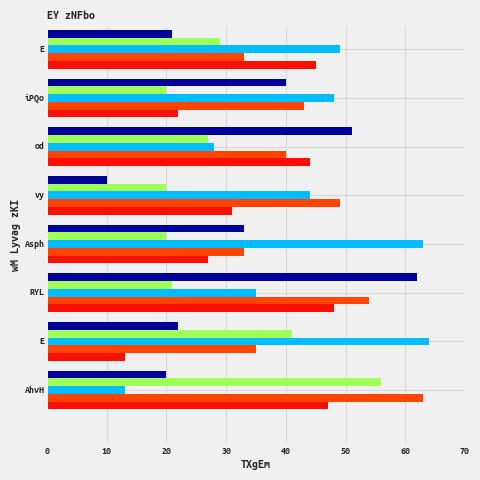 EY zNFbo
E
iPQo
od
vy
Asph
RYL
E
AhvH
wM Lyvag zKI
0 10 20 30 40 50 60 70
TXgEm